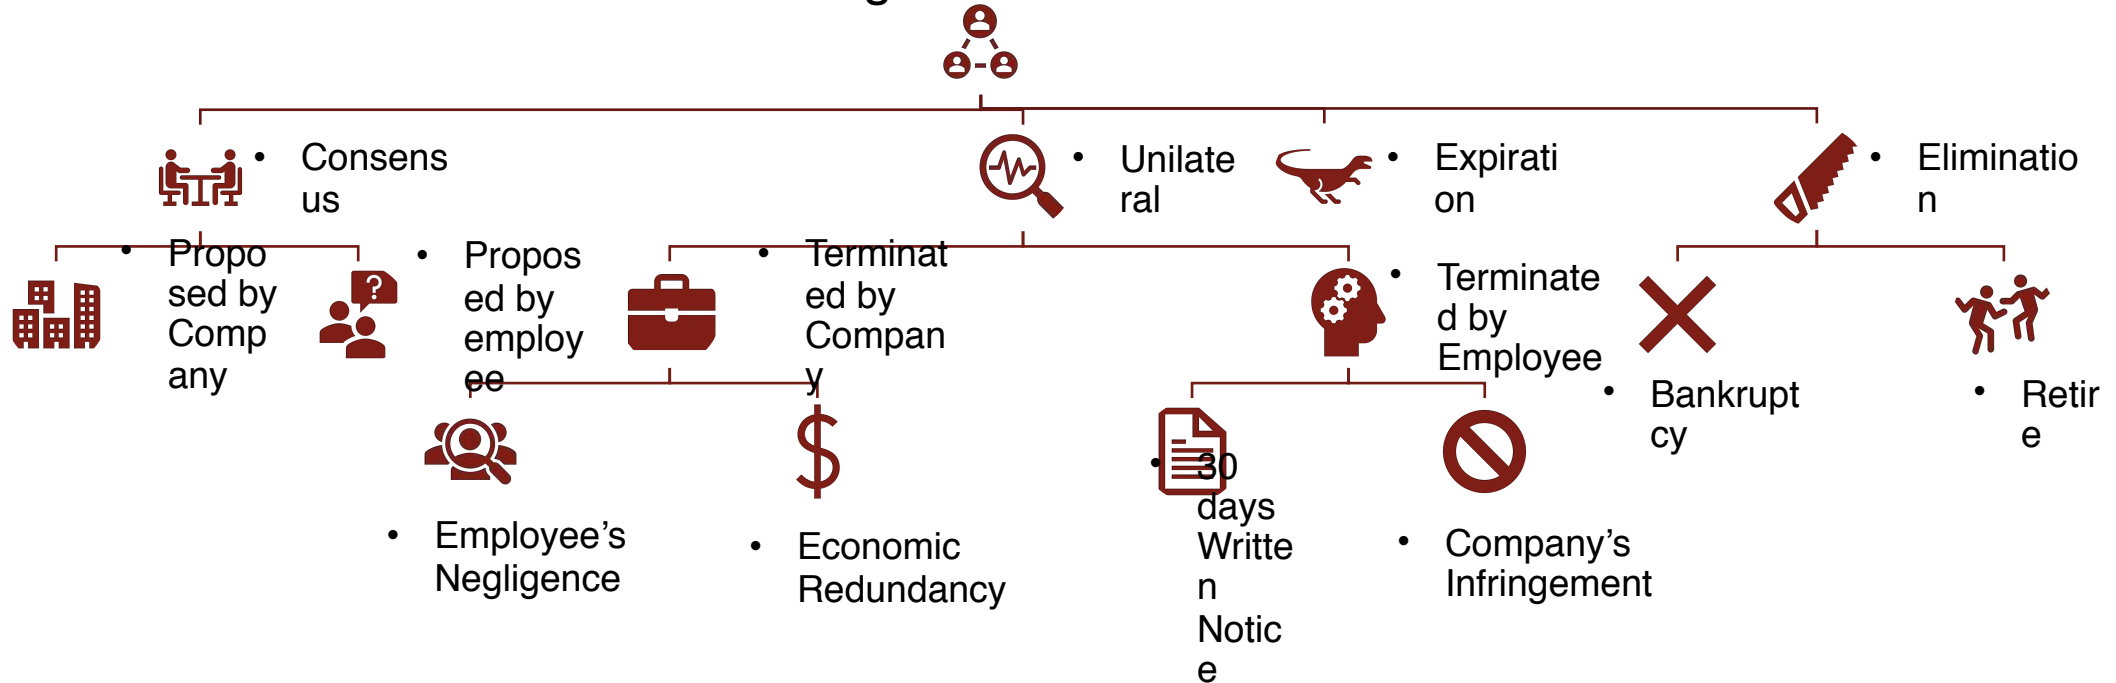 Consens
us
Unilate
ral
Expirati
on
Eliminatio
n
Propo
sed by
Comp
any
Propos
ed by
employ
ee
Terminat
ed by
Compan
y
Terminate
d by
Employee
Bankrupt
cy
Retir
e
Employee’s
Negligence
Economic
Redundancy
30
days
Writte
n
Notic
e
Company’s
Infringement